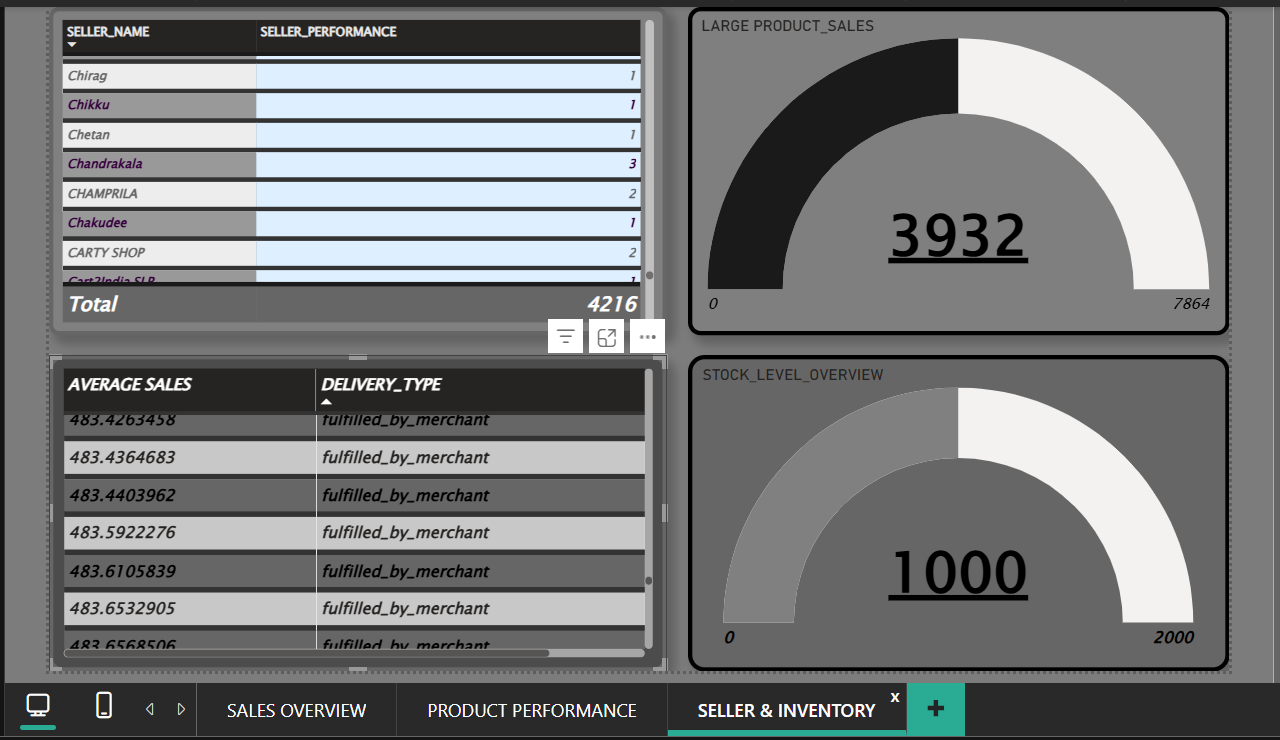 SELLER_NAME SELLER_PERFORMANCE
Chirag 1
Chikku 1
Chetan 1
Chandrakala 3
CHAMPRILA 2
Chakudee 1
CARTY SHOP 2
Cart2India SLP 1
Total 4216
LARGE PRODUCT_SALES
3932
0 7864
AVERAGE SALES DELIVERY_TYPE
483.4263458 fulfilled_by_merchant
483.4364683 fulfilled_by_merchant
483.4403962 fulfilled_by_merchant
483.5922276 fulfilled_by_merchant
483.6105839 fulfilled_by_merchant
483.6532905 fulfilled_by_merchant
483.6568506 fulfilled_by_merchant
STOCK_LEVEL_OVERVIEW
1000
0 2000
SALES OVERVIEW PRODUCT PERFORMANCE SELLER & INVENTORY x +